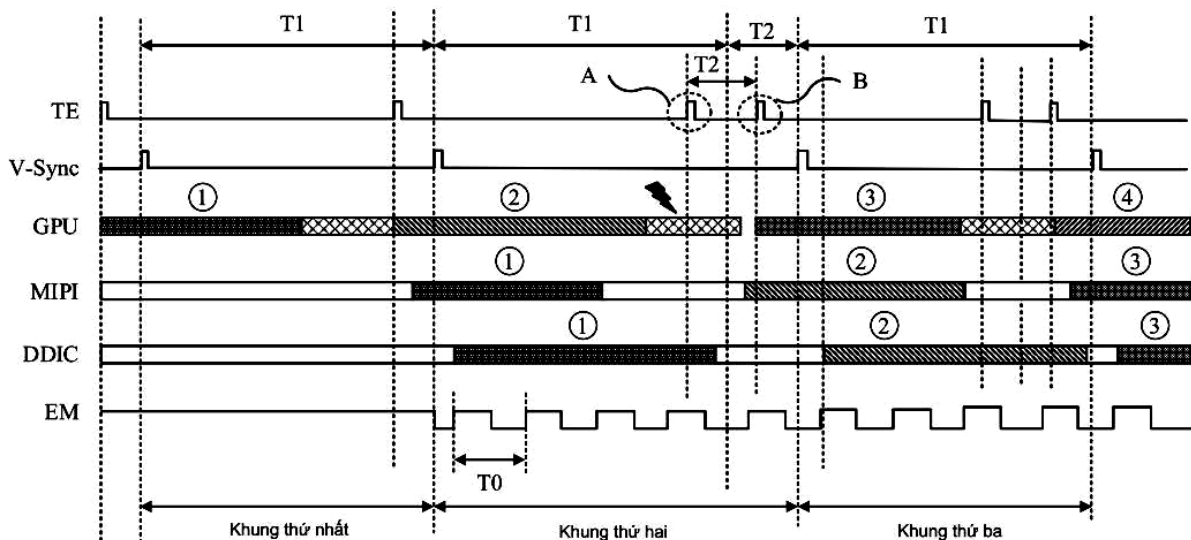 T1 T1 T2 T1
A T2 B
TE
V-Sync
① ② ③ ④
GPU
① ② ③
MIPI
① ② ③
DDIC
EM
T0
Khung thứ nhất Khung thứ hai Khung thứ ba